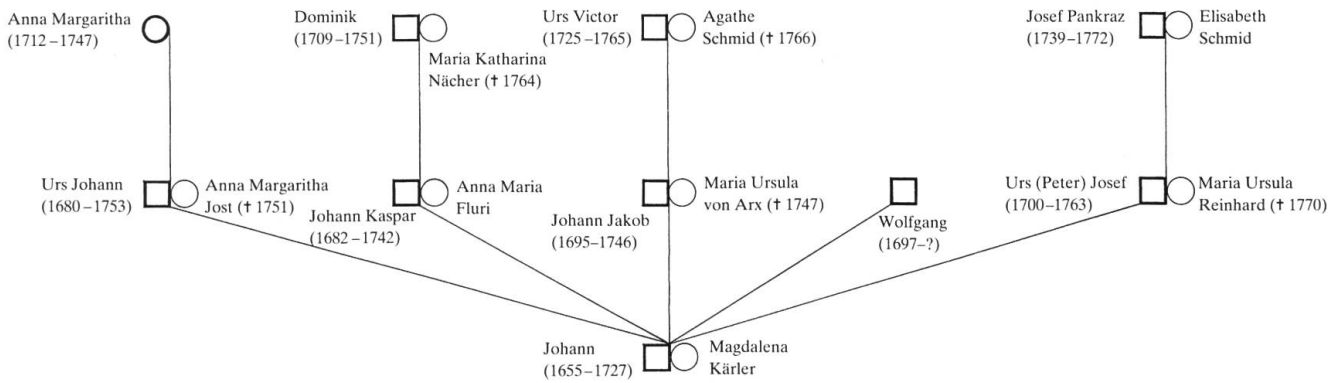 Anna Margaritha
(1712–1747)
Dominik
(1709–1751)
Maria Katharina
Nächer († 1764)
Urs Victor
(1725–1765)
Agathe
Schmid († 1766)
Josef Pankraz
(1739–1772)
Elisabeth
Schmid
Urs Johann
(1680–1753)
Anna Margaritha
Jost († 1751)
Johann Kaspar
(1682–1742)
Anna Maria
Fluri
Johann Jakob
(1695–1746)
Maria Ursula
von Arx († 1747)
Wolfgang
(1697–?)
Urs (Peter) Josef
(1700–1763)
Maria Ursula
Reinhard († 1770)
Johann
(1655–1727)
Magdalena
Kärler